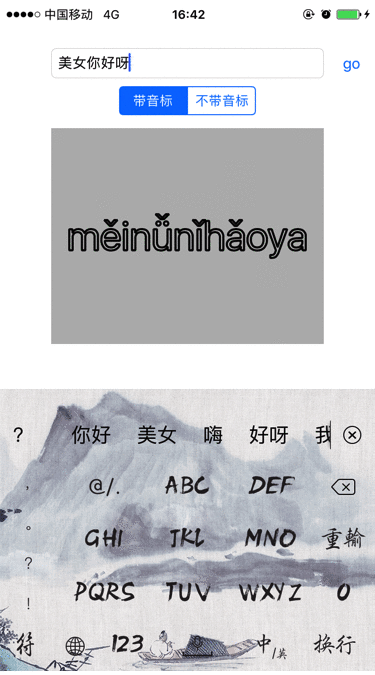 中国移动 4G 16:42
美女你好呀 go
带音标 不带音标
měinǚnǐhǎoya
? 你好 美女 嗨 好呀 我
, @/. ABC DEF
。 GHI JKL MNO 重輸
? PQRS TUV WXYZ 0
!
符 123 中/英 换行